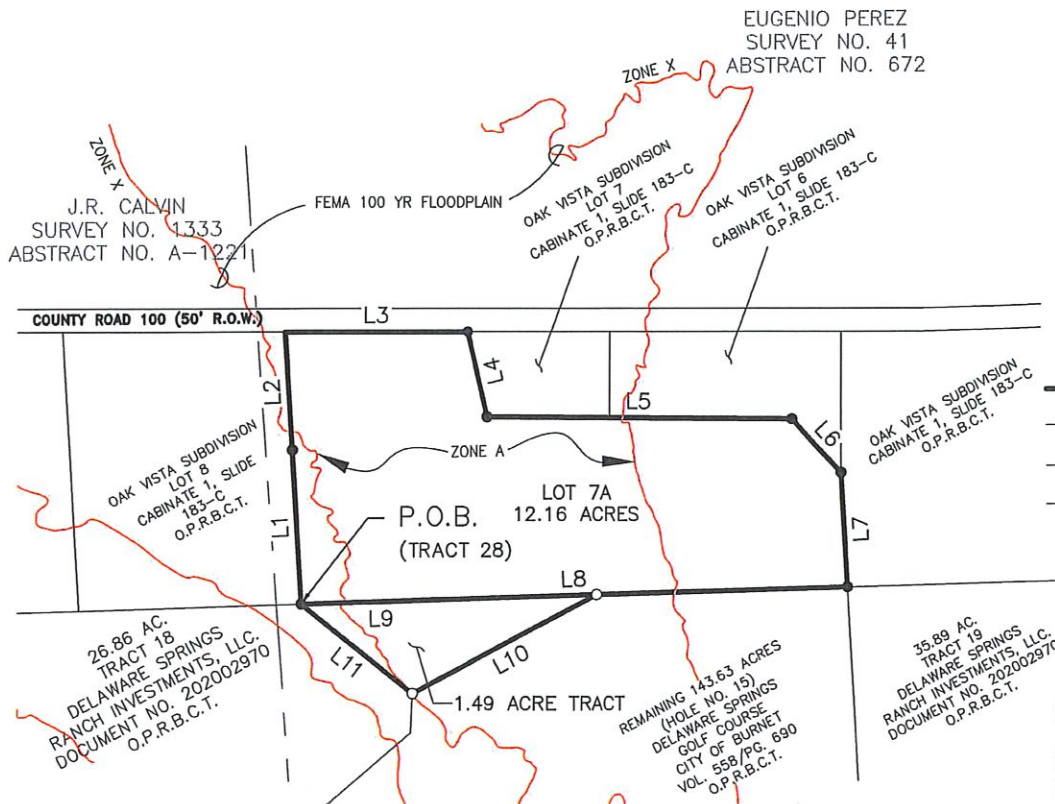 EUGENIO PEREZ
SURVEY NO. 41
ABSTRACT NO. 672
ZONE X
ZONE X
J.R. CALVIN
SURVEY NO. 1333
ABSTRACT NO. A-1221
FEMA 100 YR FLOODPLAIN
OAK VISTA SUBDIVISION
LOT 7
CABINATE 1, SLIDE 183-C
O.P.R.B.C.T.
OAK VISTA SUBDIVISION
LOT 6
CABINATE 1, SLIDE 183-C
O.P.R.B.C.T.
COUNTY ROAD 100 (50' R.O.W.)
L3
L2
L4
L5
L6
OAK VISTA SUBDIVISION
CABINATE 1, SLIDE 183-C
O.P.R.B.C.T.
OAK VISTA SUBDIVISION
LOT 8
CABINATE 1, SLIDE
183-C
O.P.R.B.C.T.
ZONE A
LOT 7A
12.16 ACRES
L1
P.O.B.
(TRACT 28)
L7
L8
L9
L10
L11
1.49 ACRE TRACT
26.86 AC.
TRACT 18
DELAWARE SPRINGS
RANCH INVESTMENTS, LLC.
DOCUMENT NO. 202002970
O.P.R.B.C.T.
REMAINING 143.63 ACRES
(HOLE NO. 15)
DELAWARE SPRINGS
GOLF COURSE
CITY OF BURNET
VOL. 558/PG. 690
O.P.R.B.C.T.
35.89 AC.
TRACT 19
DELAWARE SPRINGS
RANCH INVESTMENTS, LLC.
DOCUMENT NO. 202002970
O.P.R.B.C.T.